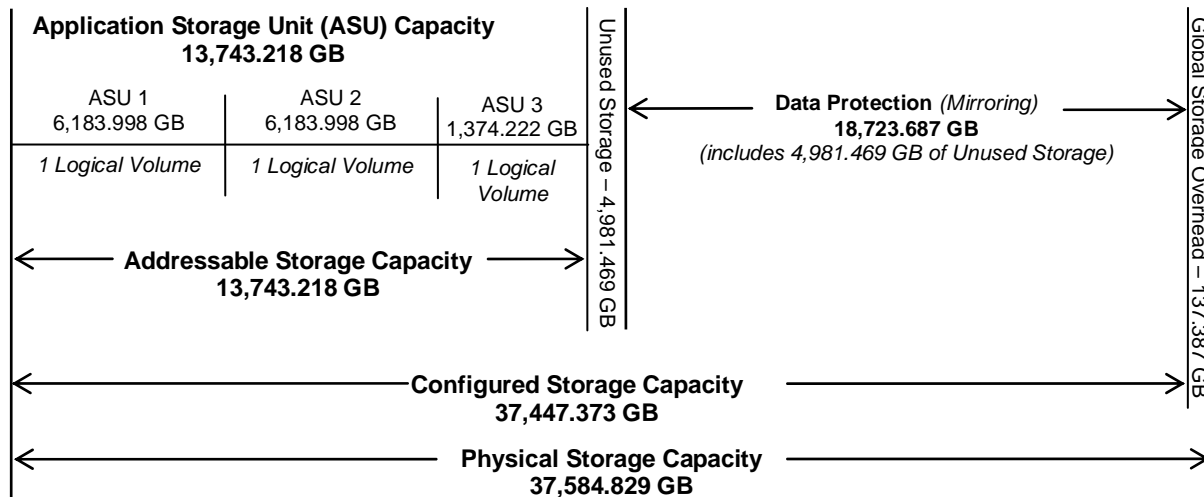 Application Storage Unit (ASU) Capacity
13,743.218 GB
ASU 1
6,183.998 GB
1 Logical Volume
ASU 2
6,183.998 GB
1 Logical Volume
ASU 3
1,374.222 GB
1 Logical
Volume
Addressable Storage Capacity
13,743.218 GB
Unused Storage – 4,981.469 GB
Data Protection (Mirroring)
18,723.687 GB
(includes 4,981.469 GB of Unused Storage)
Global Storage Overhead – 137.387 GB
Configured Storage Capacity
37,447.373 GB
Physical Storage Capacity
37,584.829 GB